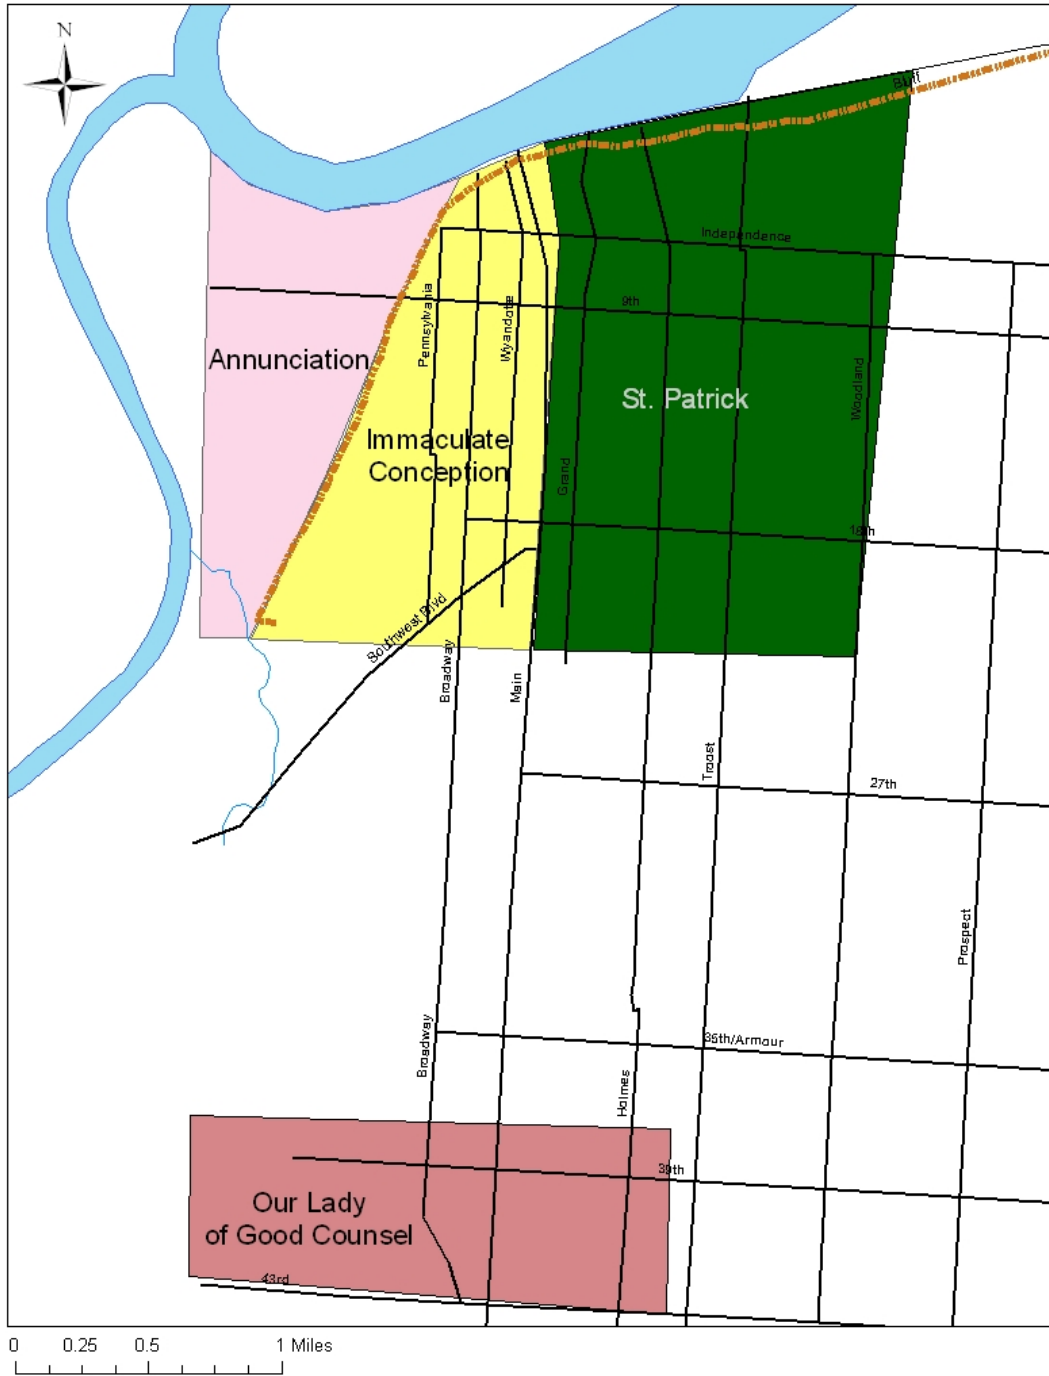 N
Bluff
Independence
9th
Pennsylvania
Wyandotte
Annunciation
Woodland
St. Patrick
Immaculate
Conception
Grand
18th
Southwest Blvd
Broadway
Main
Troost
27th
Prospect
Broadway
35th/Armour
Holmes
39th
Our Lady
of Good Counsel
43rd
0 0.25 0.5 1 Miles